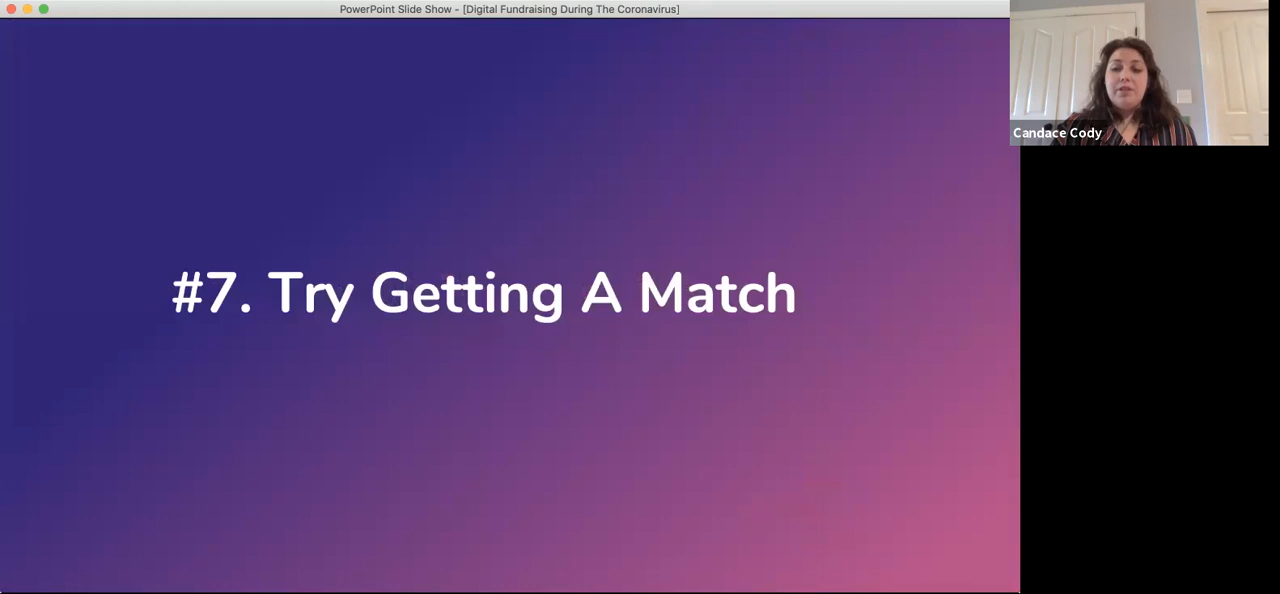 PowerPoint Slide Show - [Digital Fundraising During The Coronavirus]
#7. Try Getting A Match
Candace Cody